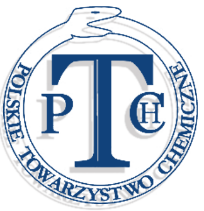 PTCH
POLSKIE TOWARZYSTWO CHEMICZNE